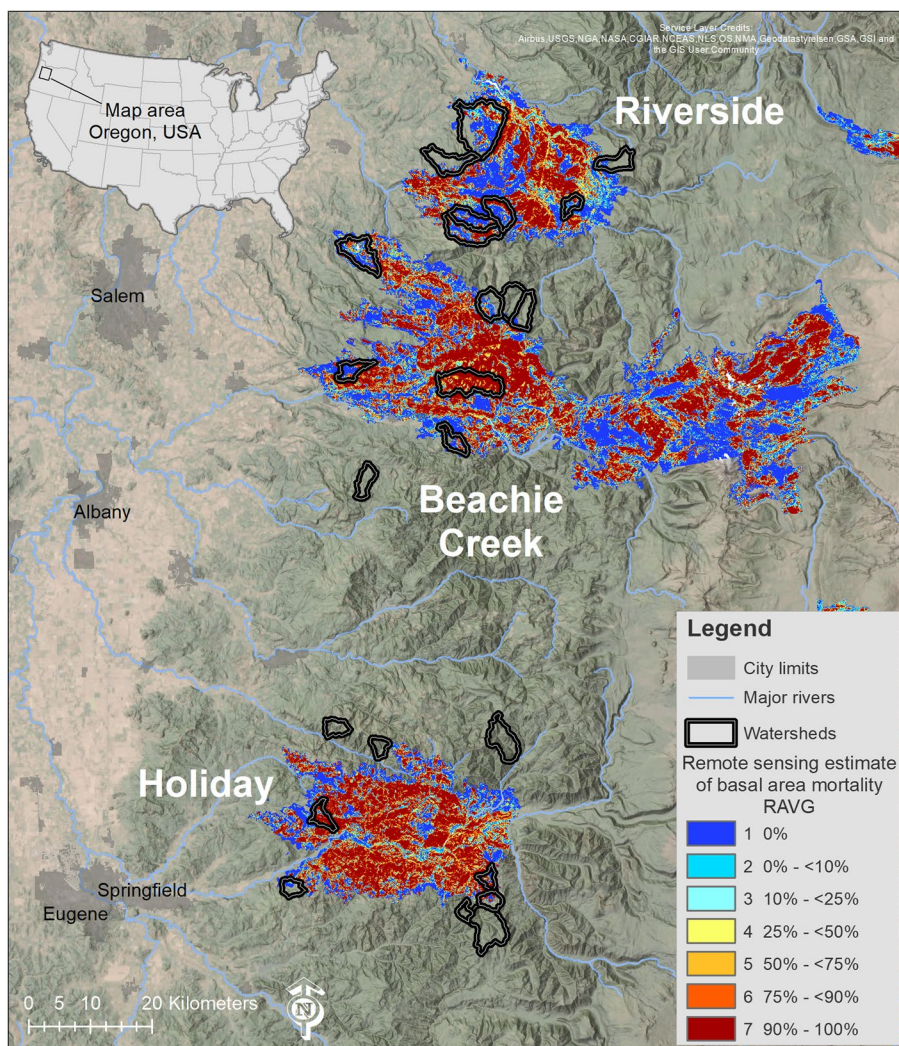 Service Layer Credits:
Airbus,USGS,NGA,NASA,CGIAR,NCEAS,NLS,OS,NMA,Geodatastyrelsen,GSA,GSI and
the GIS User Community
Map area
Oregon, USA
Riverside
Salem
Albany
Beachie
Creek
Holiday
Springfield
Eugene
0 5 10 20 Kilometers
N
Legend
City limits
Major rivers
Watersheds
Remote sensing estimate
of basal area mortality
RAVG
1 0%
2 0% - <10%
3 10% - <25%
4 25% - <50%
5 50% - <75%
6 75% - <90%
7 90% - 100%